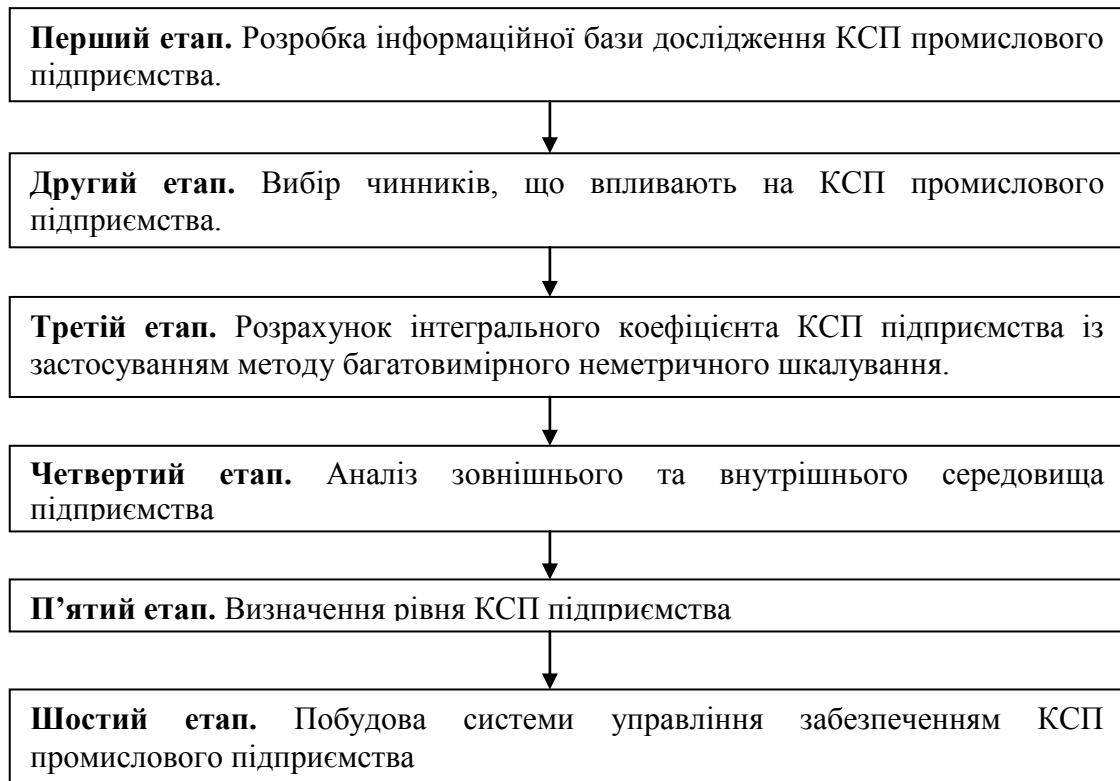 Перший етап. Розробка інформаційної бази дослідження КСП промислового
підприємства.
Другий етап. Вибір чинників, що впливають на КСП промислового
підприємства.
Третій етап. Розрахунок інтегрального коефіцієнта КСП підприємства із
застосуванням методу багатовимірного неметричного шкалування.
Четвертий етап. Аналіз зовнішнього та внутрішнього середовища
підприємства
П’ятий етап. Визначення рівня КСП підприємства
Шостий етап. Побудова системи управління забезпеченням КСП
промислового підприємства